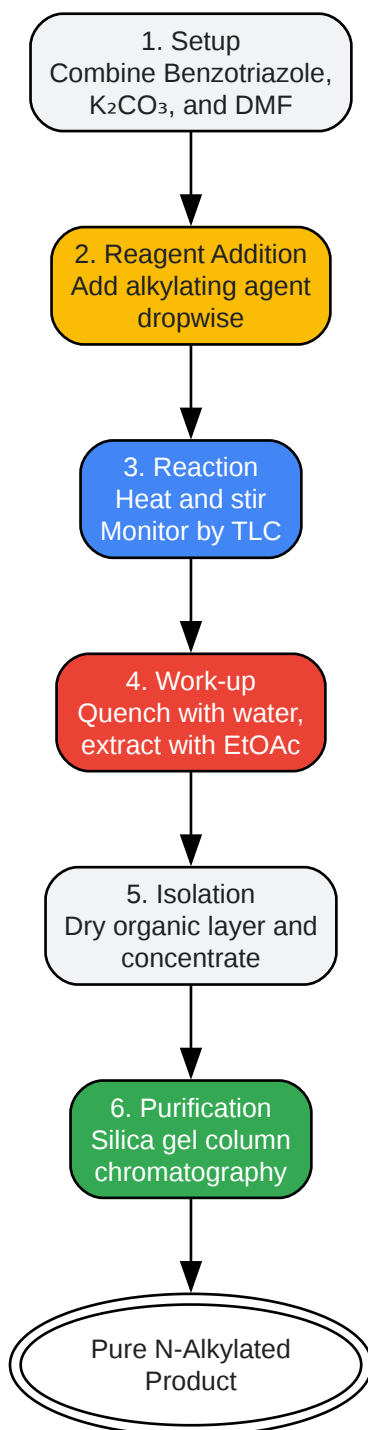 1. Setup
Combine Benzotriazole,
K₂CO₃, and DMF
2. Reagent Addition
Add alkylating agent
dropwise
3. Reaction
Heat and stir
Monitor by TLC
4. Work-up
Quench with water,
extract with EtOAc
5. Isolation
Dry organic layer and
concentrate
6. Purification
Silica gel column
chromatography
Pure N-Alkylated
Product